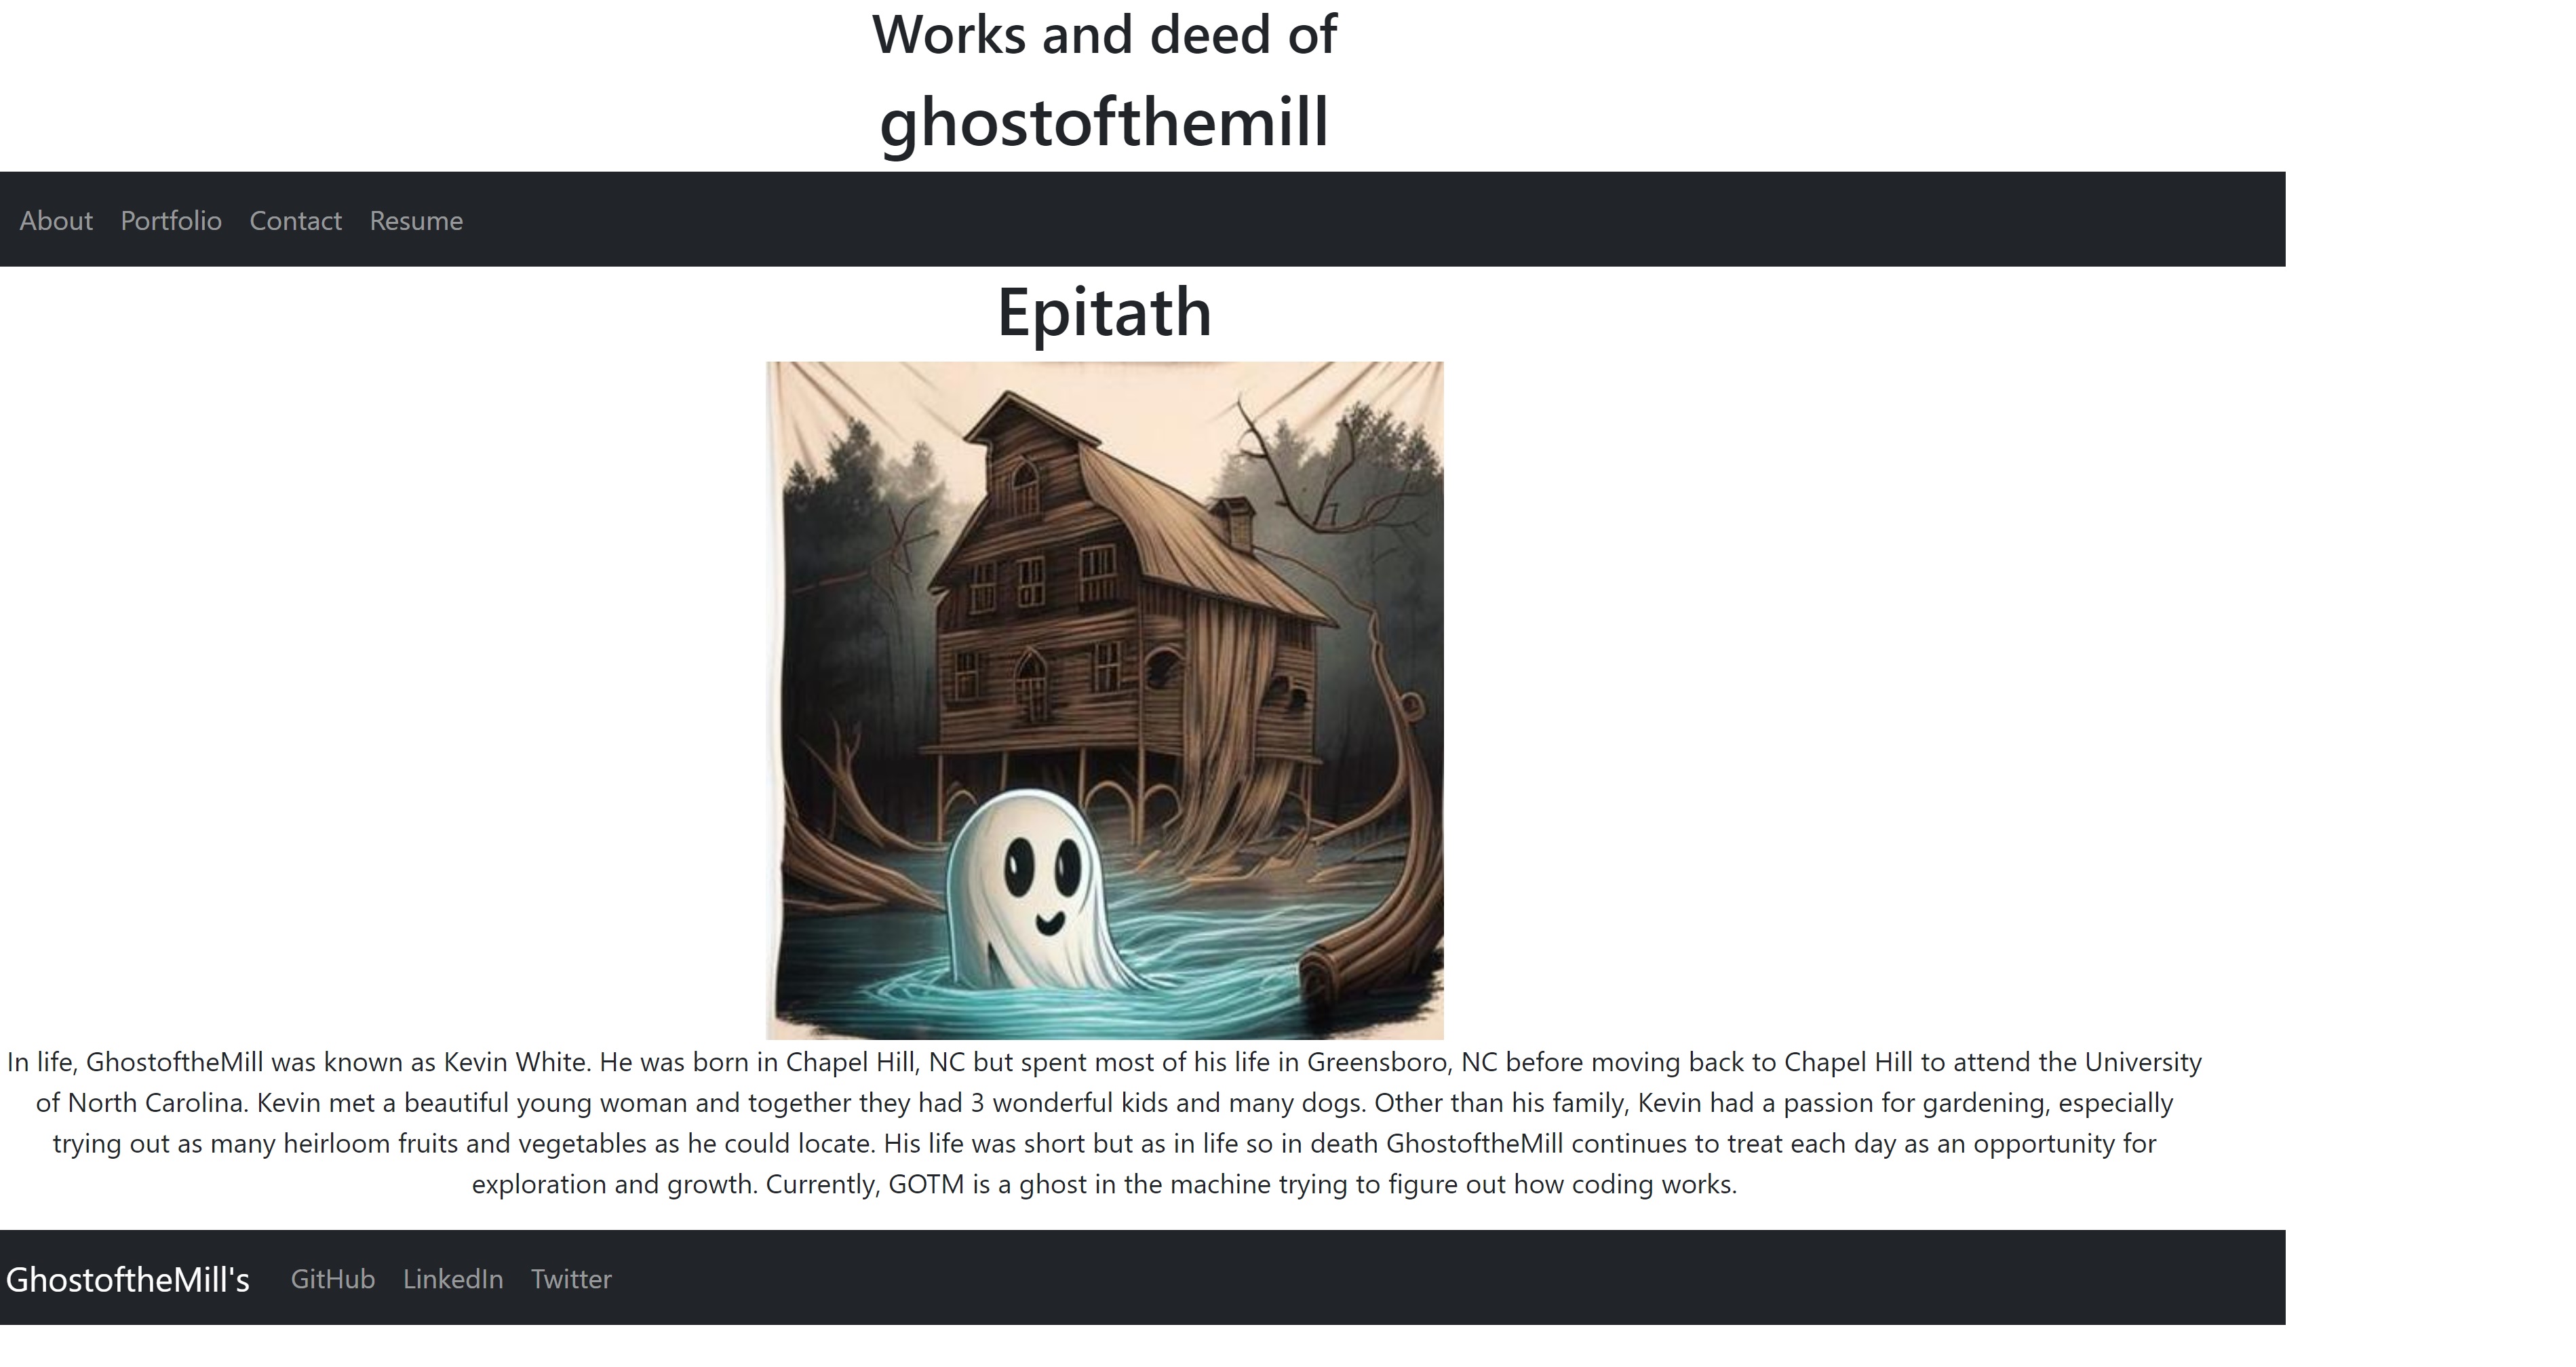 Works and deed of
ghostofthemill
About Portfolio Contact Resume
Epitath
In life, GhostoftheMill was known as Kevin White. He was born in Chapel Hill, NC but spent most of his life in Greensboro, NC before moving back to Chapel Hill to attend the University
of North Carolina. Kevin met a beautiful young woman and together they had 3 wonderful kids and many dogs. Other than his family, Kevin had a passion for gardening, especially
trying out as many heirloom fruits and vegetables as he could locate. His life was short but as in life so in death GhostoftheMill continues to treat each day as an opportunity for
exploration and growth. Currently, GOTM is a ghost in the machine trying to figure out how coding works.
GhostoftheMill's GitHub LinkedIn Twitter